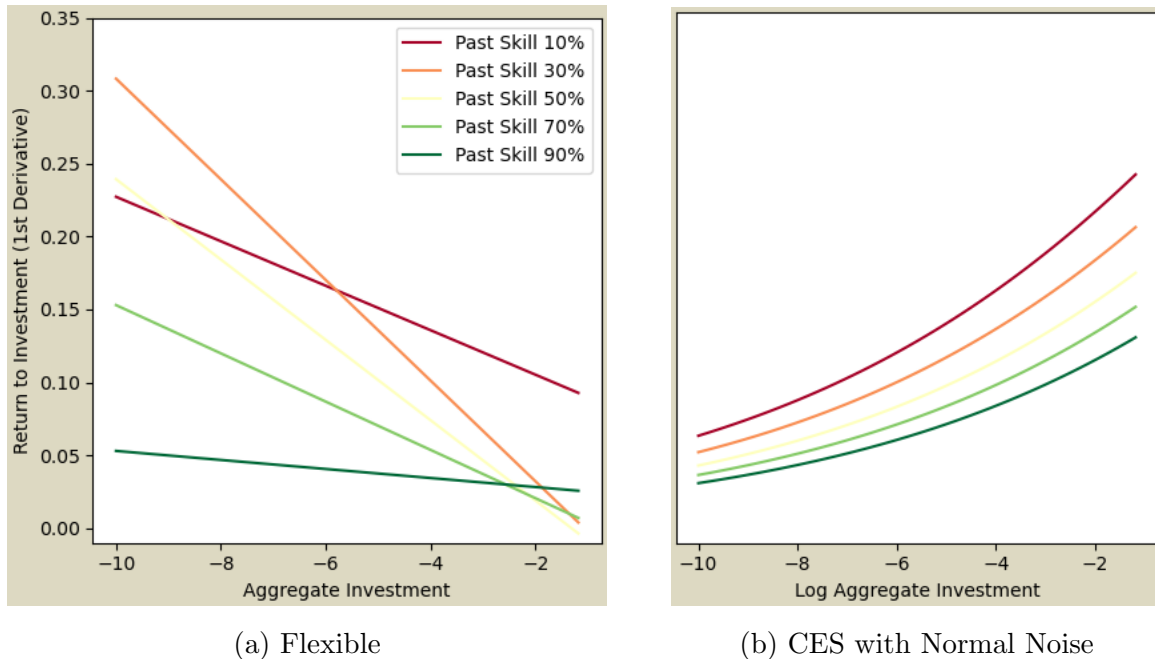 0.35
0.30
0.25
0.20
0.15
0.10
0.05
0.00
Return to Investment (1st Derivative)
Past Skill 10%
Past Skill 30%
Past Skill 50%
Past Skill 70%
Past Skill 90%
−10 −8 −6 −4 −2
Aggregate Investment
(a) Flexible
−10 −8 −6 −4 −2
Log Aggregate Investment
(b) CES with Normal Noise